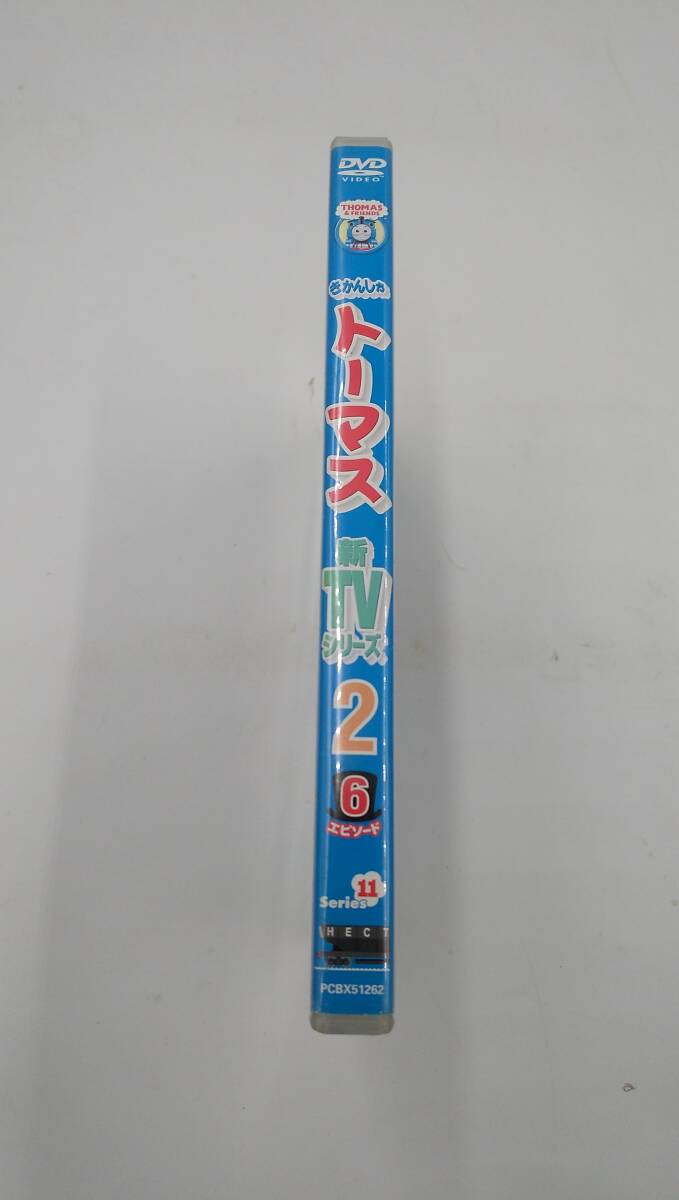 DVD
VIDEO
THOMAS
& FRIENDS
きかんしゃ
トーマス
新
TV
シリーズ
2
6
エピソード
Series 11
HECT
PCBX51262